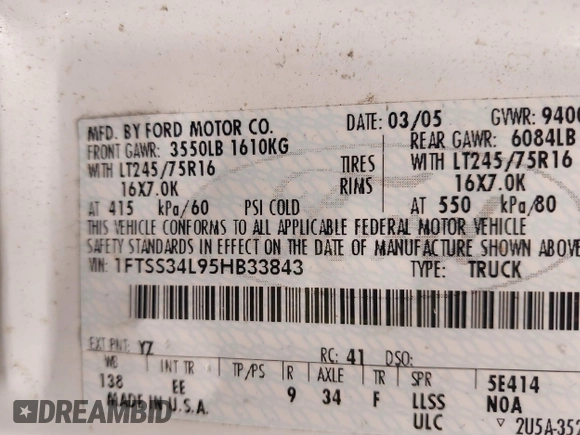 MFD. BY FORD MOTOR CO.
DATE: 03/05
GVWR: 9400
FRONT GAWR: 3550LB 1610KG
REAR GAWR: 6084LB
WITH LT245/75R16
TIRES
WITH LT245/75R16
16X7.0K
RIMS
16X7.0K
AT 415 kPa/60 PSI COLD
AT 550 kPa/80
THIS VEHICLE CONFORMS TO ALL APPLICABLE FEDERAL MOTOR VEHICLE
SAFETY STANDARDS IN EFFECT ON THE DATE OF MANUFACTURE SHOWN ABOVE
VIN: 1FTSS34L95HB33843
TYPE: TRUCK
EXT PNT: YZ
RC: 41 DSO:
WB INT TR TP/PS R AXLE TR SPR 5E414
138 EE 9 34 F LLSS N0A
MADE IN U.S.A.
ULC
▽ 2U5A-352
DREAMBID